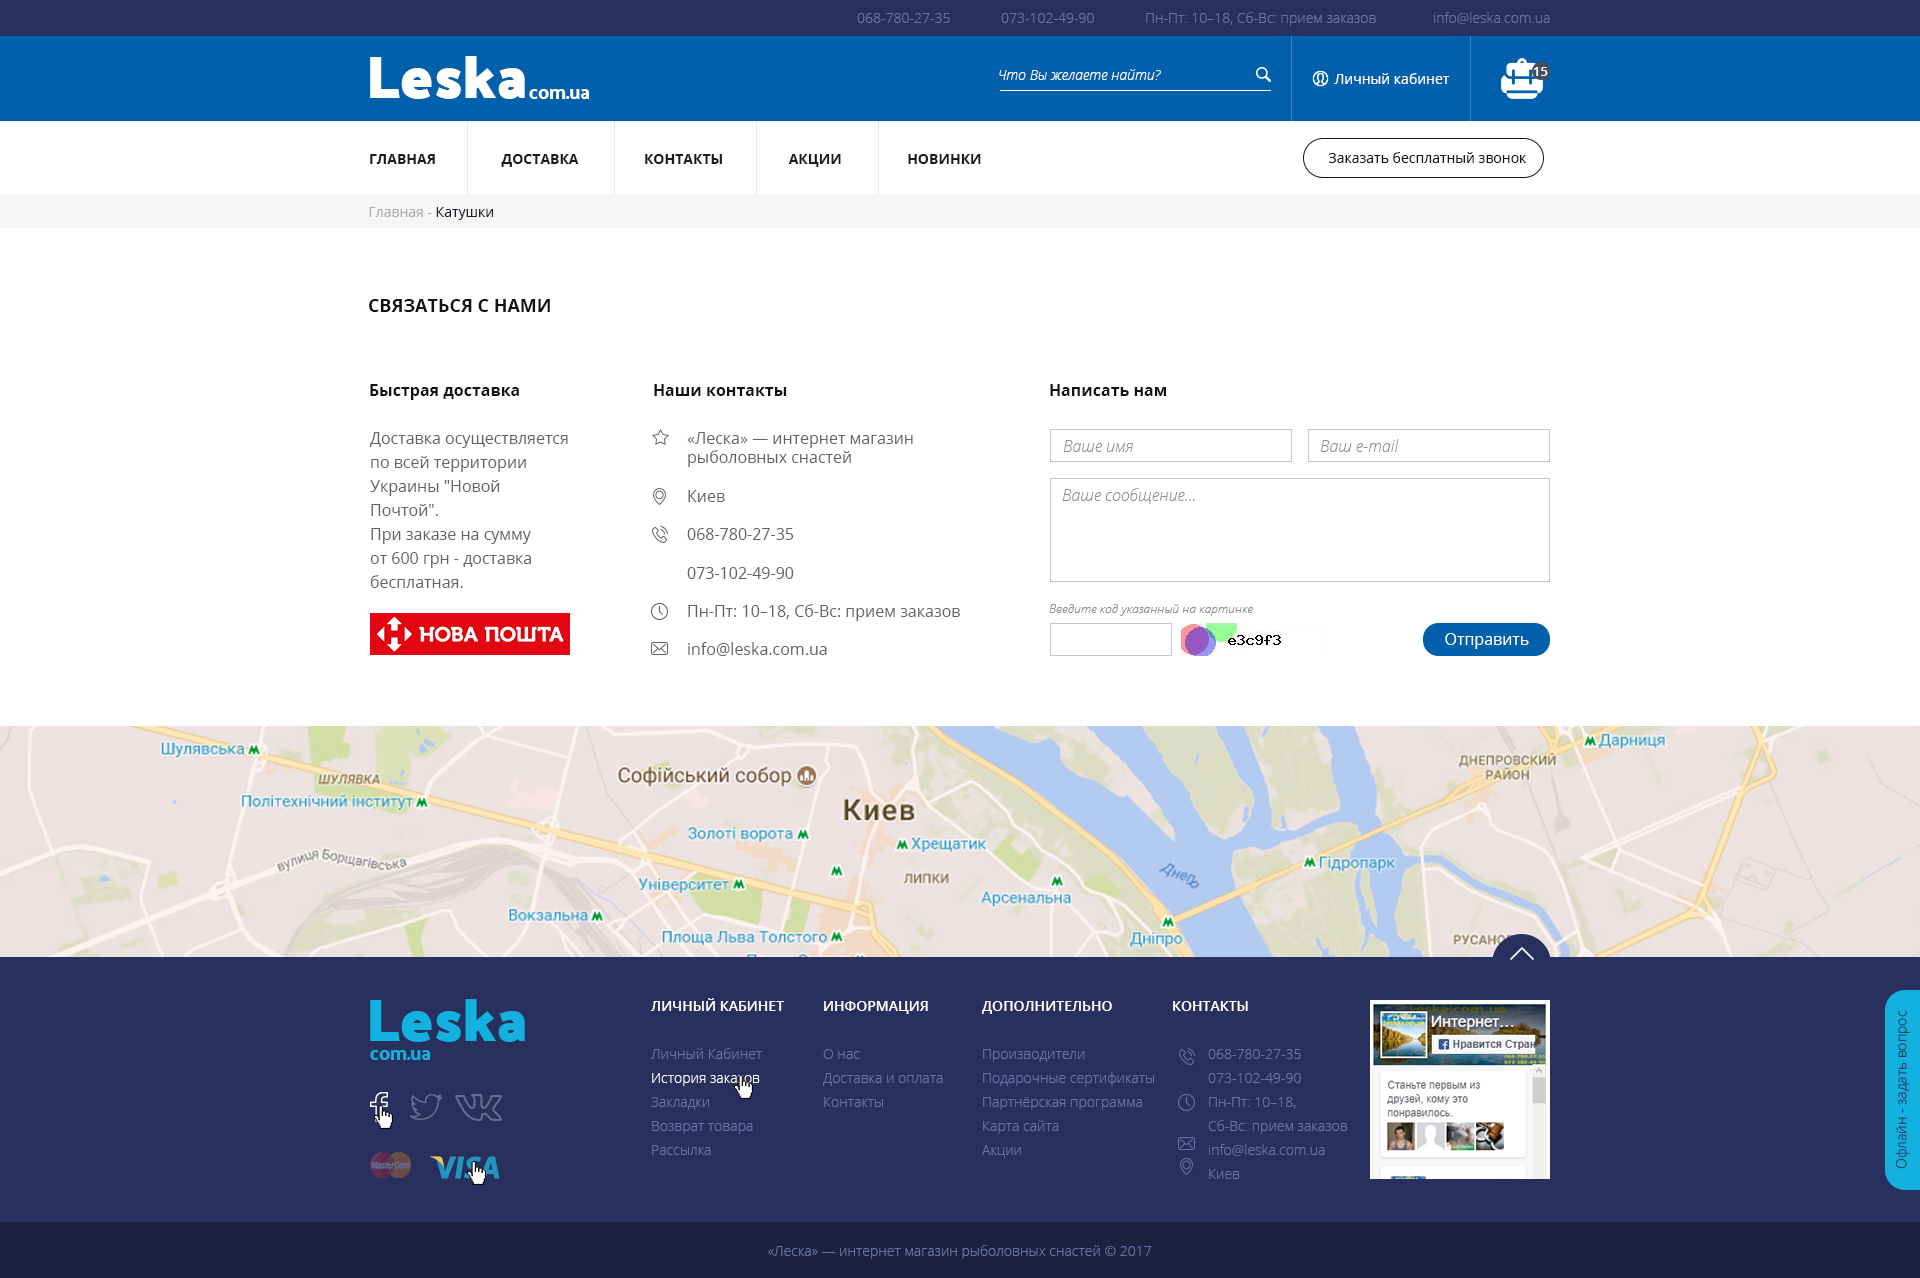 068-780-27-35
073-102-49-90
Пн-Пт: 10–18, Сб-Вс: прием заказов
info@leska.com.ua
Leska com.ua
Что Вы желаете найти?
Личный кабинет
15
ГЛАВНАЯ
ДОСТАВКА
КОНТАКТЫ
АКЦИИ
НОВИНКИ
Заказать бесплатный звонок
Главная - Катушки
СВЯЗАТЬСЯ С НАМИ
Быстрая доставка
Доставка осуществляется
по всей территории
Украины "Новой
Почтой".
При заказе на сумму
от 600 грн - доставка
бесплатная.
НОВА ПОШТА
Наши контакты
«Леска» — интернет магазин
рыболовных снастей
Киев
068-780-27-35
073-102-49-90
Пн-Пт: 10–18, Сб-Вс: прием заказов
info@leska.com.ua
Написать нам
Ваше имя
Ваш e-mail
Ваше сообщение...
Введите код указанный на картинке
e3c9f3
Отправить
Шулявська
ШУЛЯВКА
Політехнічний інститут
Софійський собор
Киев
Золоті ворота
Хрещатик
вулиця Борщагівська
Університет
ЛИПКИ
Арсенальна
Вокзальна
Площа Льва Толстого
Днепр
Дніпро
Гідропарк
ДНЕПРОВСКИЙ
РАЙОН
Дарниця
РУСАНО
Leska
com.ua
MasterCard
VISA
ЛИЧНЫЙ КАБИНЕТ
Личный Кабинет
История заказов
Закладки
Возврат товара
Рассылка
ИНФОРМАЦИЯ
О нас
Доставка и оплата
Контакты
ДОПОЛНИТЕЛЬНО
Производители
Подарочные сертификаты
Партнёрская программа
Карта сайта
Акции
КОНТАКТЫ
068-780-27-35
073-102-49-90
Пн-Пт: 10–18,
Сб-Вс: прием заказов
info@leska.com.ua
Киев
Интернет...
Нравится Стран
Станьте первым из
друзей, кому это
понравилось.
Офлайн - задать вопрос
«Леска» — интернет магазин рыболовных снастей © 2017